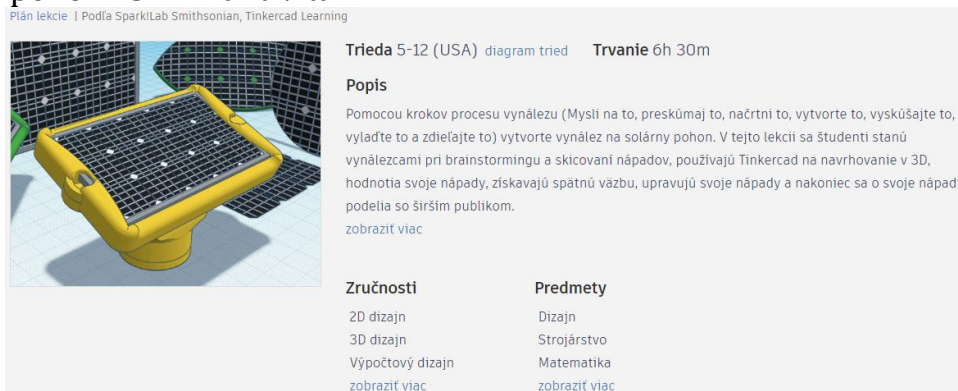 Plán lekcie | Podľa Spark!Lab Smithsonian, Tinkercad Learning
Trieda 5-12 (USA) diagram tried Trvanie 6h 30m
Popis
Pomocou krokov procesu vynálezu (Mysli na to, preskúmaj to, načrtni to, vytvorte to, vyskúšajte to,
vylaďte to a zdieľajte to) vytvorte vynález na solárny pohon. V tejto lekcii sa študenti stanú
vynálezcami pri brainstormingu a skicovaní nápadov, používajú Tinkercad na navrhovanie v 3D,
hodnotia svoje nápady, získavajú spätnú väzbu, upravujú svoje nápady a nakoniec sa o svoje
podelia so širším publikom.
zobraziť viac
Zručnosti
2D dizajn
3D dizajn
Výpočtový dizajn
zobraziť viac
Predmety
Dizajn
Strojárstvo
Matematika
zobraziť viac